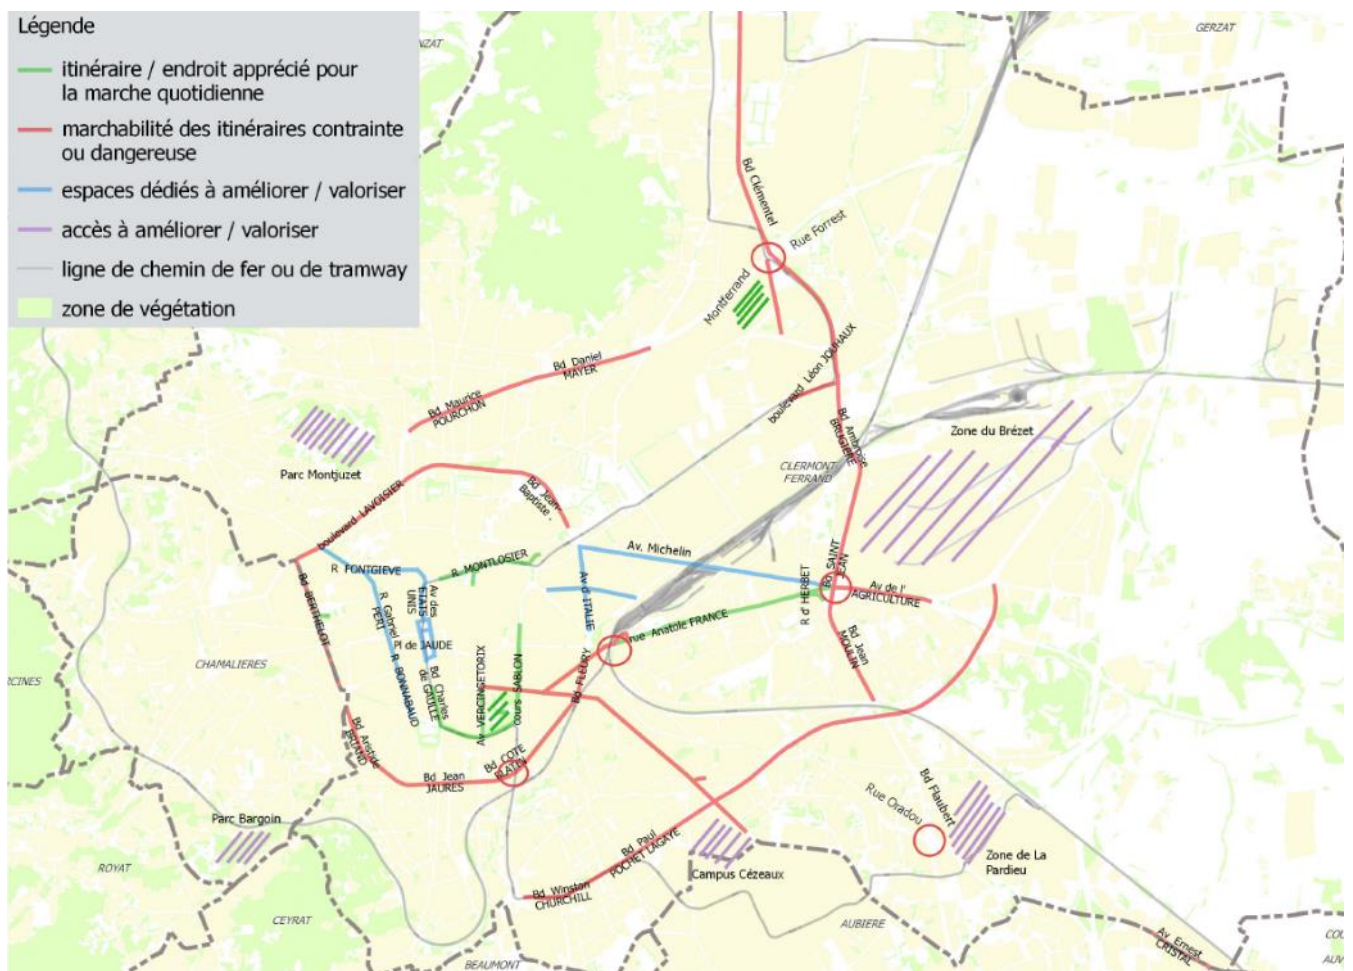 Légende
itinéraire / endroit apprécié pour
la marche quotidienne
marchabilité des itinéraires contrainte
ou dangereuse
espaces dédiés à améliorer / valoriser
accès à améliorer / valoriser
ligne de chemin de fer ou de tramway
zone de végétation
NZAT
GERZAT
Bd Clémentel
Rue Forrest
Montferrand
Bd Daniel
MAYER
Bd Maurice
POURCHON
boulevard Léon JOUHAUX
Bd Ambroise
BRUGIERE
Zone du Brézet
CLERMONT
FERRAND
Parc Montjuzet
boulevard LAVOISIER
Bd Jean-
Baptiste .
Av. Michelin
R FONTGIEVE
R MONTLOSIER
Bd BERTHELOT
R Gabriel
PERI
Av des
ETATS
UNIS
Av d' ITALIE
R d' HERBET
Bd SAINT
JEAN
Av de l'
AGRICULTURE
rue Anatole FRANCE
Pl de JAUDE
Bd Jean
MOULIN
CHAMALIERES
RCINES
R BONNABAUD
Bd Charles
de GAULLE
Av VERCINGETORIX
cours SABLON
Bd FLEURY
Bd Aristide
BRIAND
Bd Jean
JAURES
Bd COTE
BLATIN
Bd Flaubert
Rue Oradou
Parc Bargoin
Bd Paul
POCHET LAGAYE
Zone de La
Pardieu
Campus Cézeaux
ROYAT
Bd Winston
CHURCHILL
CEYRAT
AUBIERE
BEAUMONT
Av Ernest
CRISTAL
COU
AUV